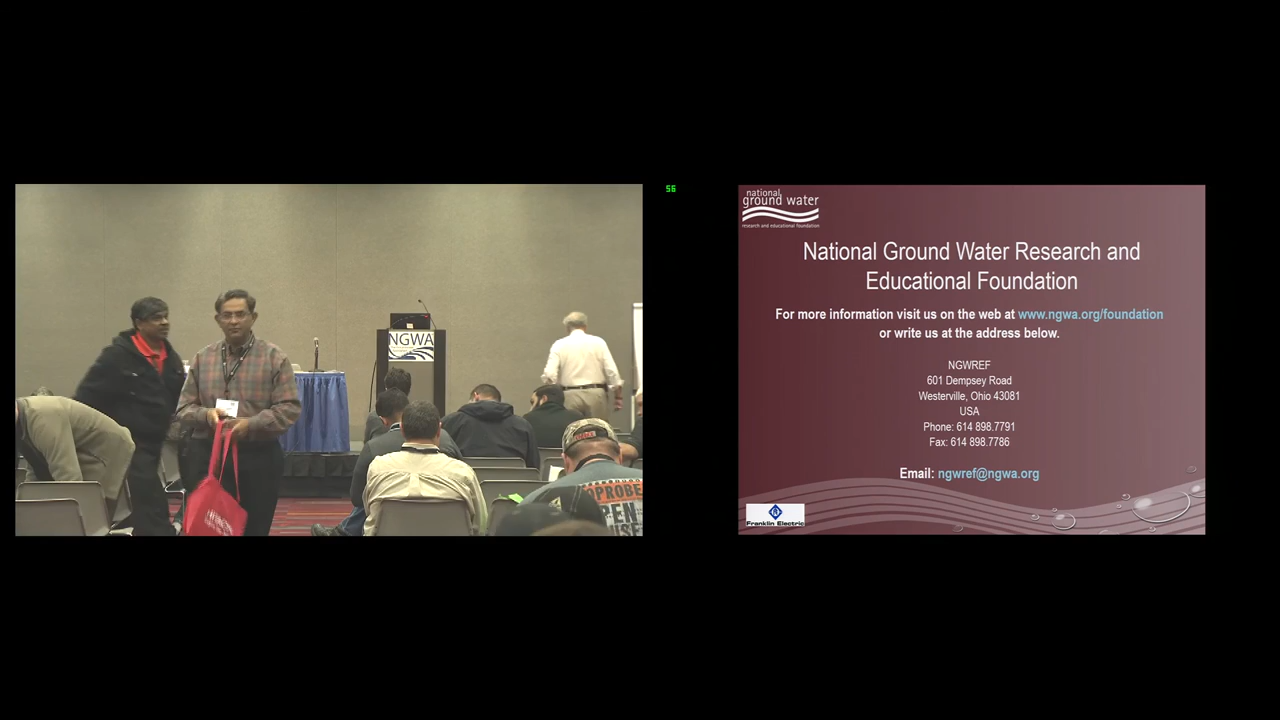 NGWA
OPROBE
PEN
56
national
ground water
research and educational foundation
National Ground Water Research and
Educational Foundation
For more information visit us on the web at www.ngwa.org/foundation
or write us at the address below.
NGWREF
601 Dempsey Road
Westerville, Ohio 43081
USA
Phone: 614 898.7791
Fax: 614 898.7786
Email: ngwref@ngwa.org
Franklin Electric